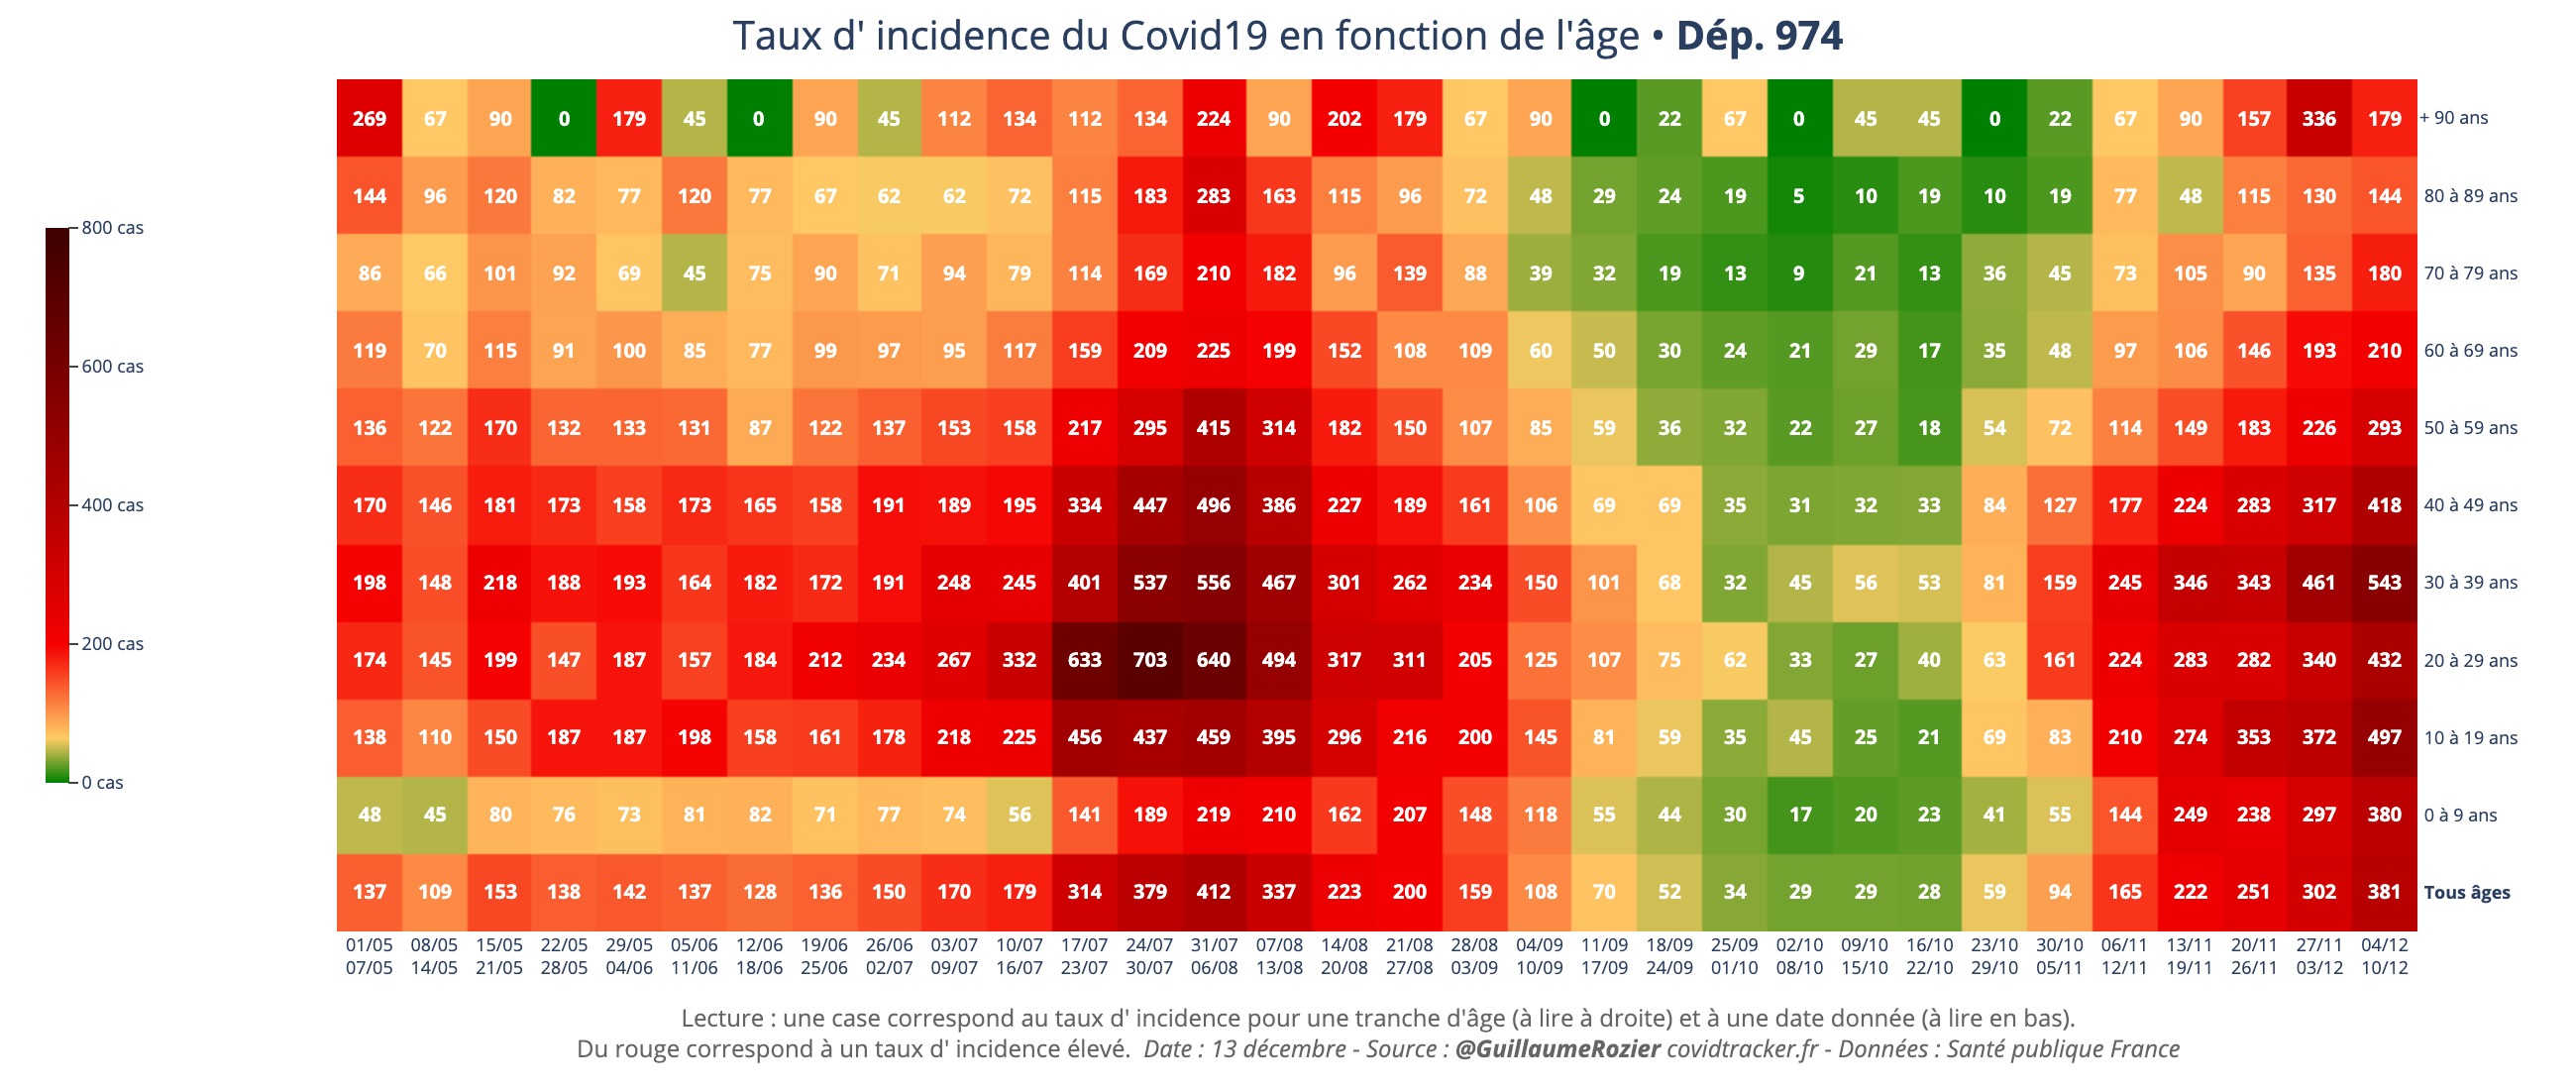 Taux d' incidence du Covid19 en fonction de l'âge • Dép. 974
269 67 90 0 179 45 0 90 45 112 134 112 134 224 90 202 179 67 90 0 22 67 0 45 45 0 22 67 90 157 336 179 + 90 ans
144 96 120 82 77 120 77 67 62 62 72 115 183 283 163 115 96 72 48 29 24 19 5 10 19 10 19 77 48 115 130 144 80 à 89 ans
800 cas
86 66 101 92 69 45 75 90 71 94 79 114 169 210 182 96 139 88 39 32 19 13 9 21 13 36 45 73 105 90 135 180 70 à 79 ans
119 70 115 91 100 85 77 99 97 95 117 159 209 225 199 152 108 109 60 50 30 24 21 29 17 35 48 97 106 146 193 210 60 à 69 ans
600 cas
136 122 170 132 133 131 87 122 137 153 158 217 295 415 314 182 150 107 85 59 36 32 22 27 18 54 72 114 149 183 226 293 50 à 59 ans
400 cas
170 146 181 173 158 173 165 158 191 189 195 334 447 496 386 227 189 161 106 69 69 35 31 32 33 84 127 177 224 283 317 418 40 à 49 ans
198 148 218 188 193 164 182 172 191 248 245 401 537 556 467 301 262 234 150 101 68 32 45 56 53 81 159 245 346 343 461 543 30 à 39 ans
200 cas
174 145 199 147 187 157 184 212 234 267 332 633 703 640 494 317 311 205 125 107 75 62 33 27 40 63 161 224 283 282 340 432 20 à 29 ans
138 110 150 187 187 198 158 161 178 218 225 456 437 459 395 296 216 200 145 81 59 35 45 25 21 69 83 210 274 353 372 497 10 à 19 ans
0 cas
48 45 80 76 73 81 82 71 77 74 56 141 189 219 210 162 207 148 118 55 44 30 17 20 23 41 55 144 249 238 297 380 0 à 9 ans
137 109 153 138 142 137 128 136 150 170 179 314 379 412 337 223 200 159 108 70 52 34 29 29 28 59 94 165 222 251 302 381 Tous âges
01/05 08/05 15/05 22/05 29/05 05/06 12/06 19/06 26/06 03/07 10/07 17/07 24/07 31/07 07/08 14/08 21/08 28/08 04/09 11/09 18/09 25/09 02/10 09/10 16/10 23/10 30/10 06/11 13/11 20/11 27/11 04/12
07/05 14/05 21/05 28/05 04/06 11/06 18/06 25/06 02/07 09/07 16/07 23/07 30/07 06/08 13/08 20/08 27/08 03/09 10/09 17/09 24/09 01/10 08/10 15/10 22/10 29/10 05/11 12/11 19/11 26/11 03/12 10/12
Lecture : une case correspond au taux d' incidence pour une tranche d'âge (à lire à droite) et à une date donnée (à lire en bas).
Du rouge correspond à un taux d' incidence élevé. Date : 13 décembre - Source : @GuillaumeRozier covidtracker.fr - Données : Santé publique France